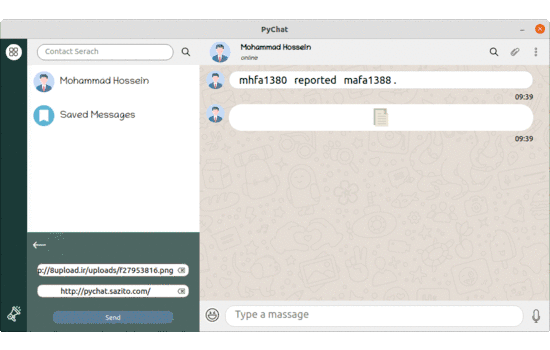 PyChat
Contact Serach
Mohammad Hossein
online
Mohammad Hossein
Saved Messages
mhfa1380 reported mafa1388 .
09:39
09:39
p://8upload.ir/uploads/f27953816.png
http://pychat.sazito.com/
Send
Type a massage